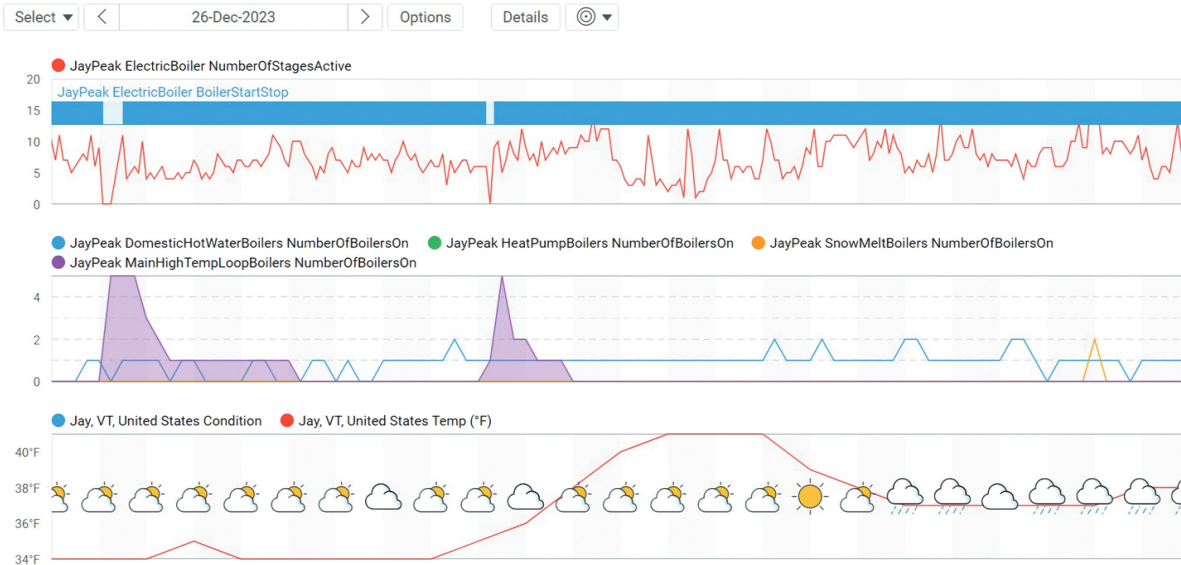 Select 26-Dec-2023 Options Details
JayPeak ElectricBoiler NumberOfStagesActive
20
JayPeak ElectricBoiler BoilerStartStop
15
10
5
0
JayPeak DomesticHotWaterBoilers NumberOfBoilersOn JayPeak HeatPumpBoilers NumberOfBoilersOn JayPeak SnowMeltBoilers NumberOfBoilersOn
JayPeak MainHighTempLoopBoilers NumberOfBoilersOn
4
2
0
Jay, VT, United States Condition Jay, VT, United States Temp (°F)
40°F
38°F
36°F
34°F